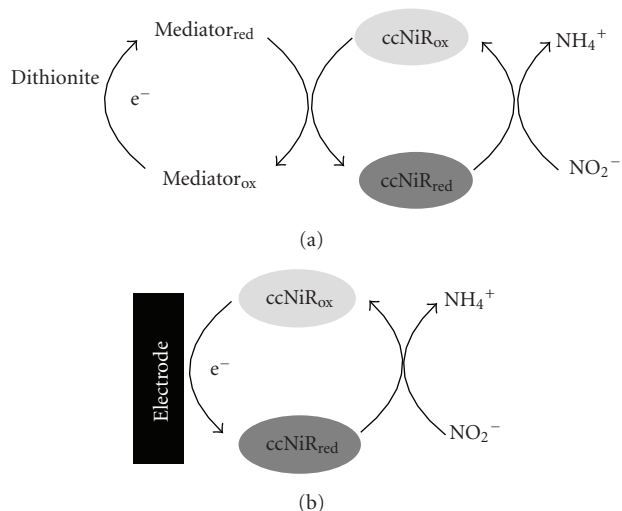 Mediator_red
ccNiR_ox
NH₄⁺
Dithionite
e⁻
Mediator_ox
ccNiR_red
NO₂⁻
(a)
ccNiR_ox
NH₄⁺
Electrode
e⁻
ccNiR_red
NO₂⁻
(b)